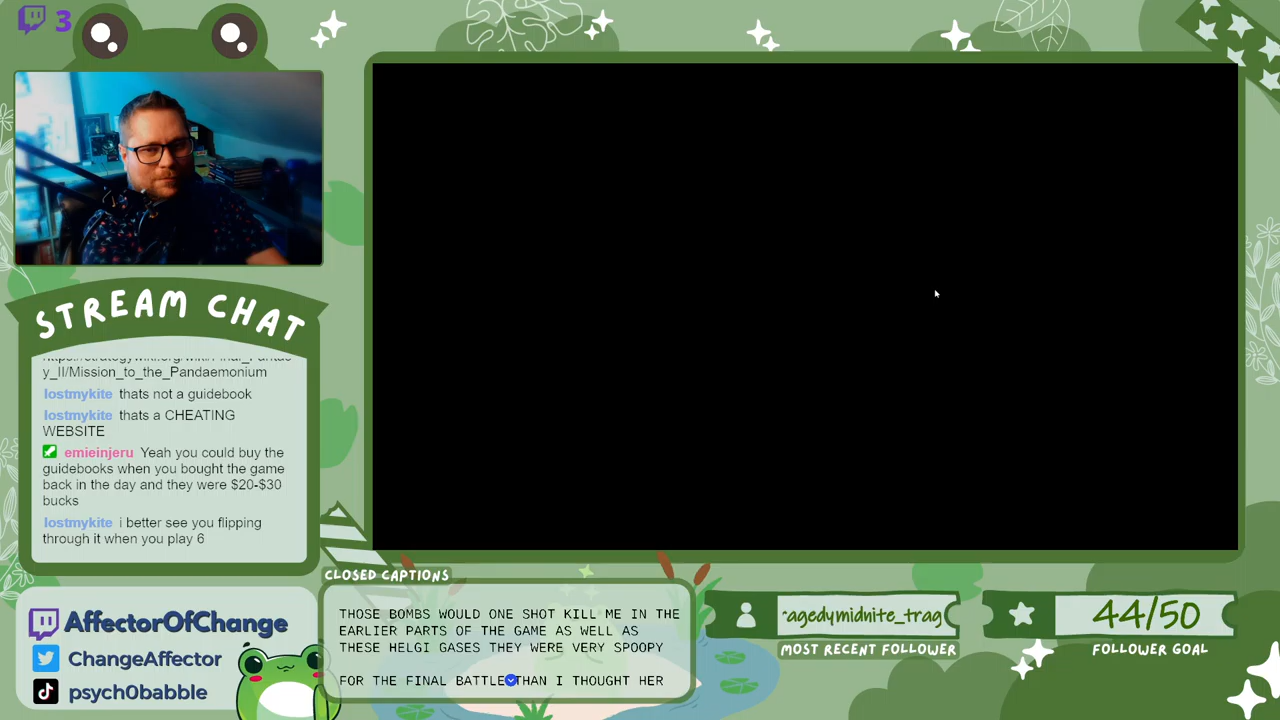 3
STREAM CHAT
y_II/Mission_to_the_Pandaemonium
lostmykite thats not a guidebook
lostmykite thats a CHEATING
WEBSITE
emieinjeru Yeah you could buy the
guidebooks when you bought the game
back in the day and they were $20-$30
bucks
lostmykite i better see you flipping
through it when you play 6
AffectorOfChange
ChangeAffector
psych0babble
CLOSED CAPTIONS
THOSE BOMBS WOULD ONE SHOT KILL ME IN THE
EARLIER PARTS OF THE GAME AS WELL AS
THESE HELGI GASES THEY WERE VERY SPOOPY
FOR THE FINAL BATTLE THAN I THOUGHT HER
agedymidnite_trag
MOST RECENT FOLLOWER
44/50
FOLLOWER GOAL